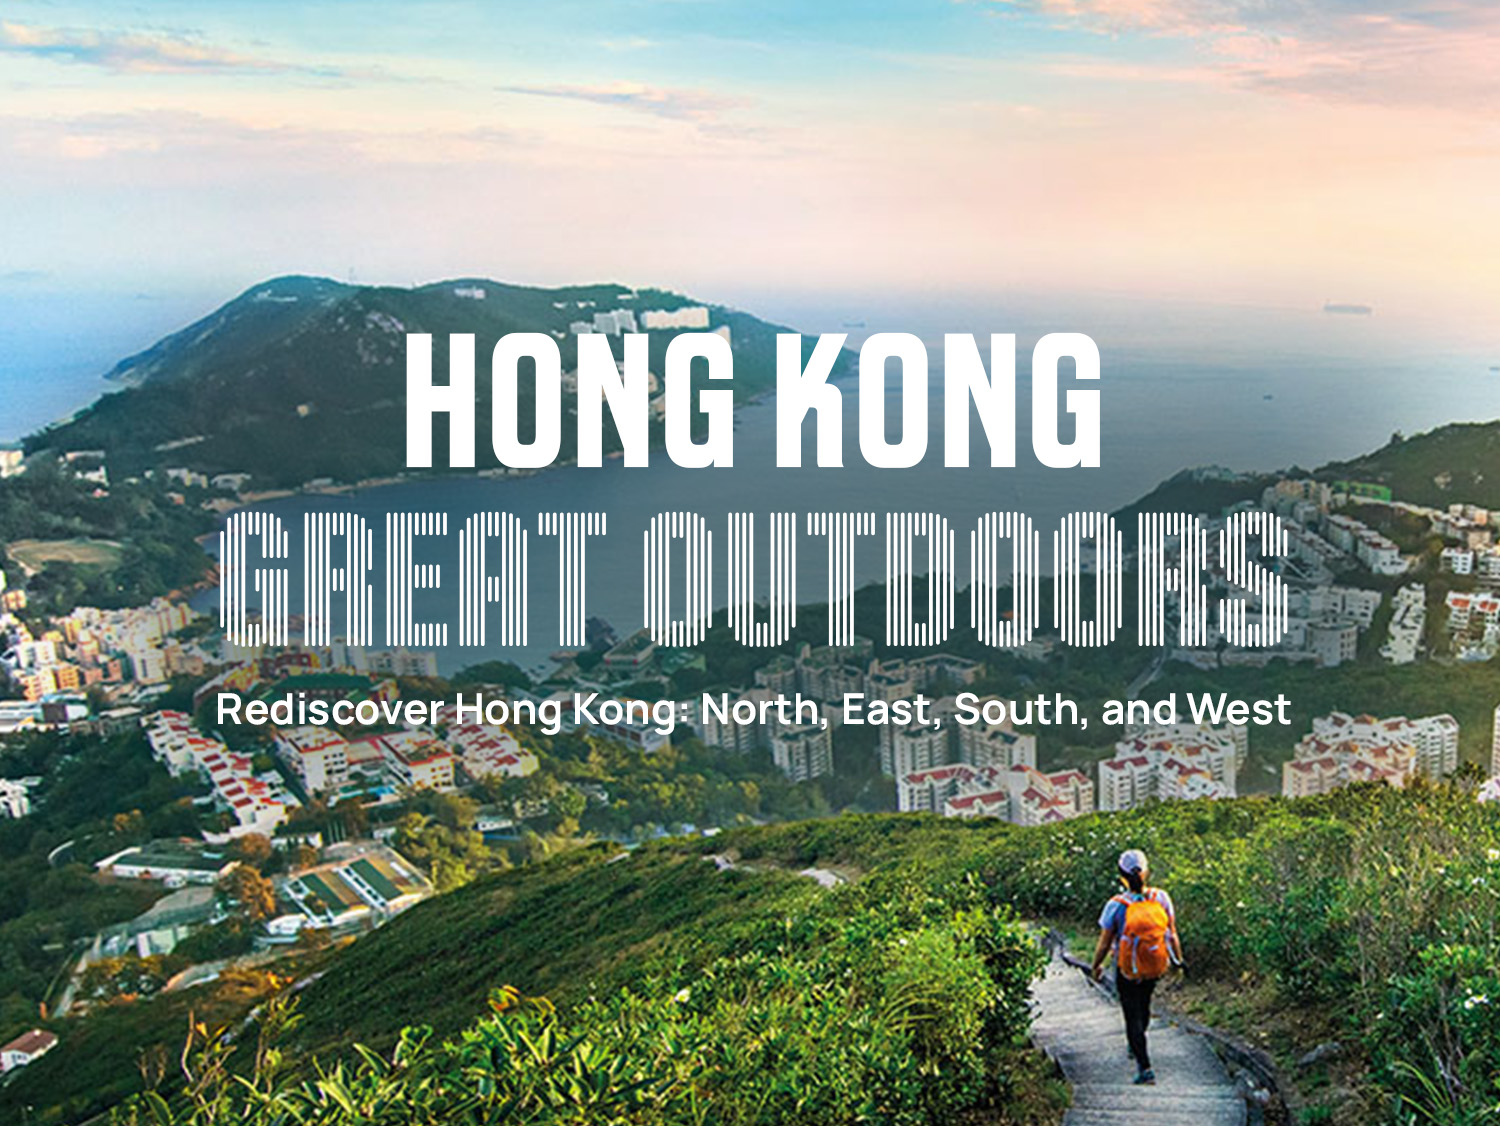 HONG KONG
GREAT OUTDOORS
Rediscover Hong Kong: North, East, South, and West